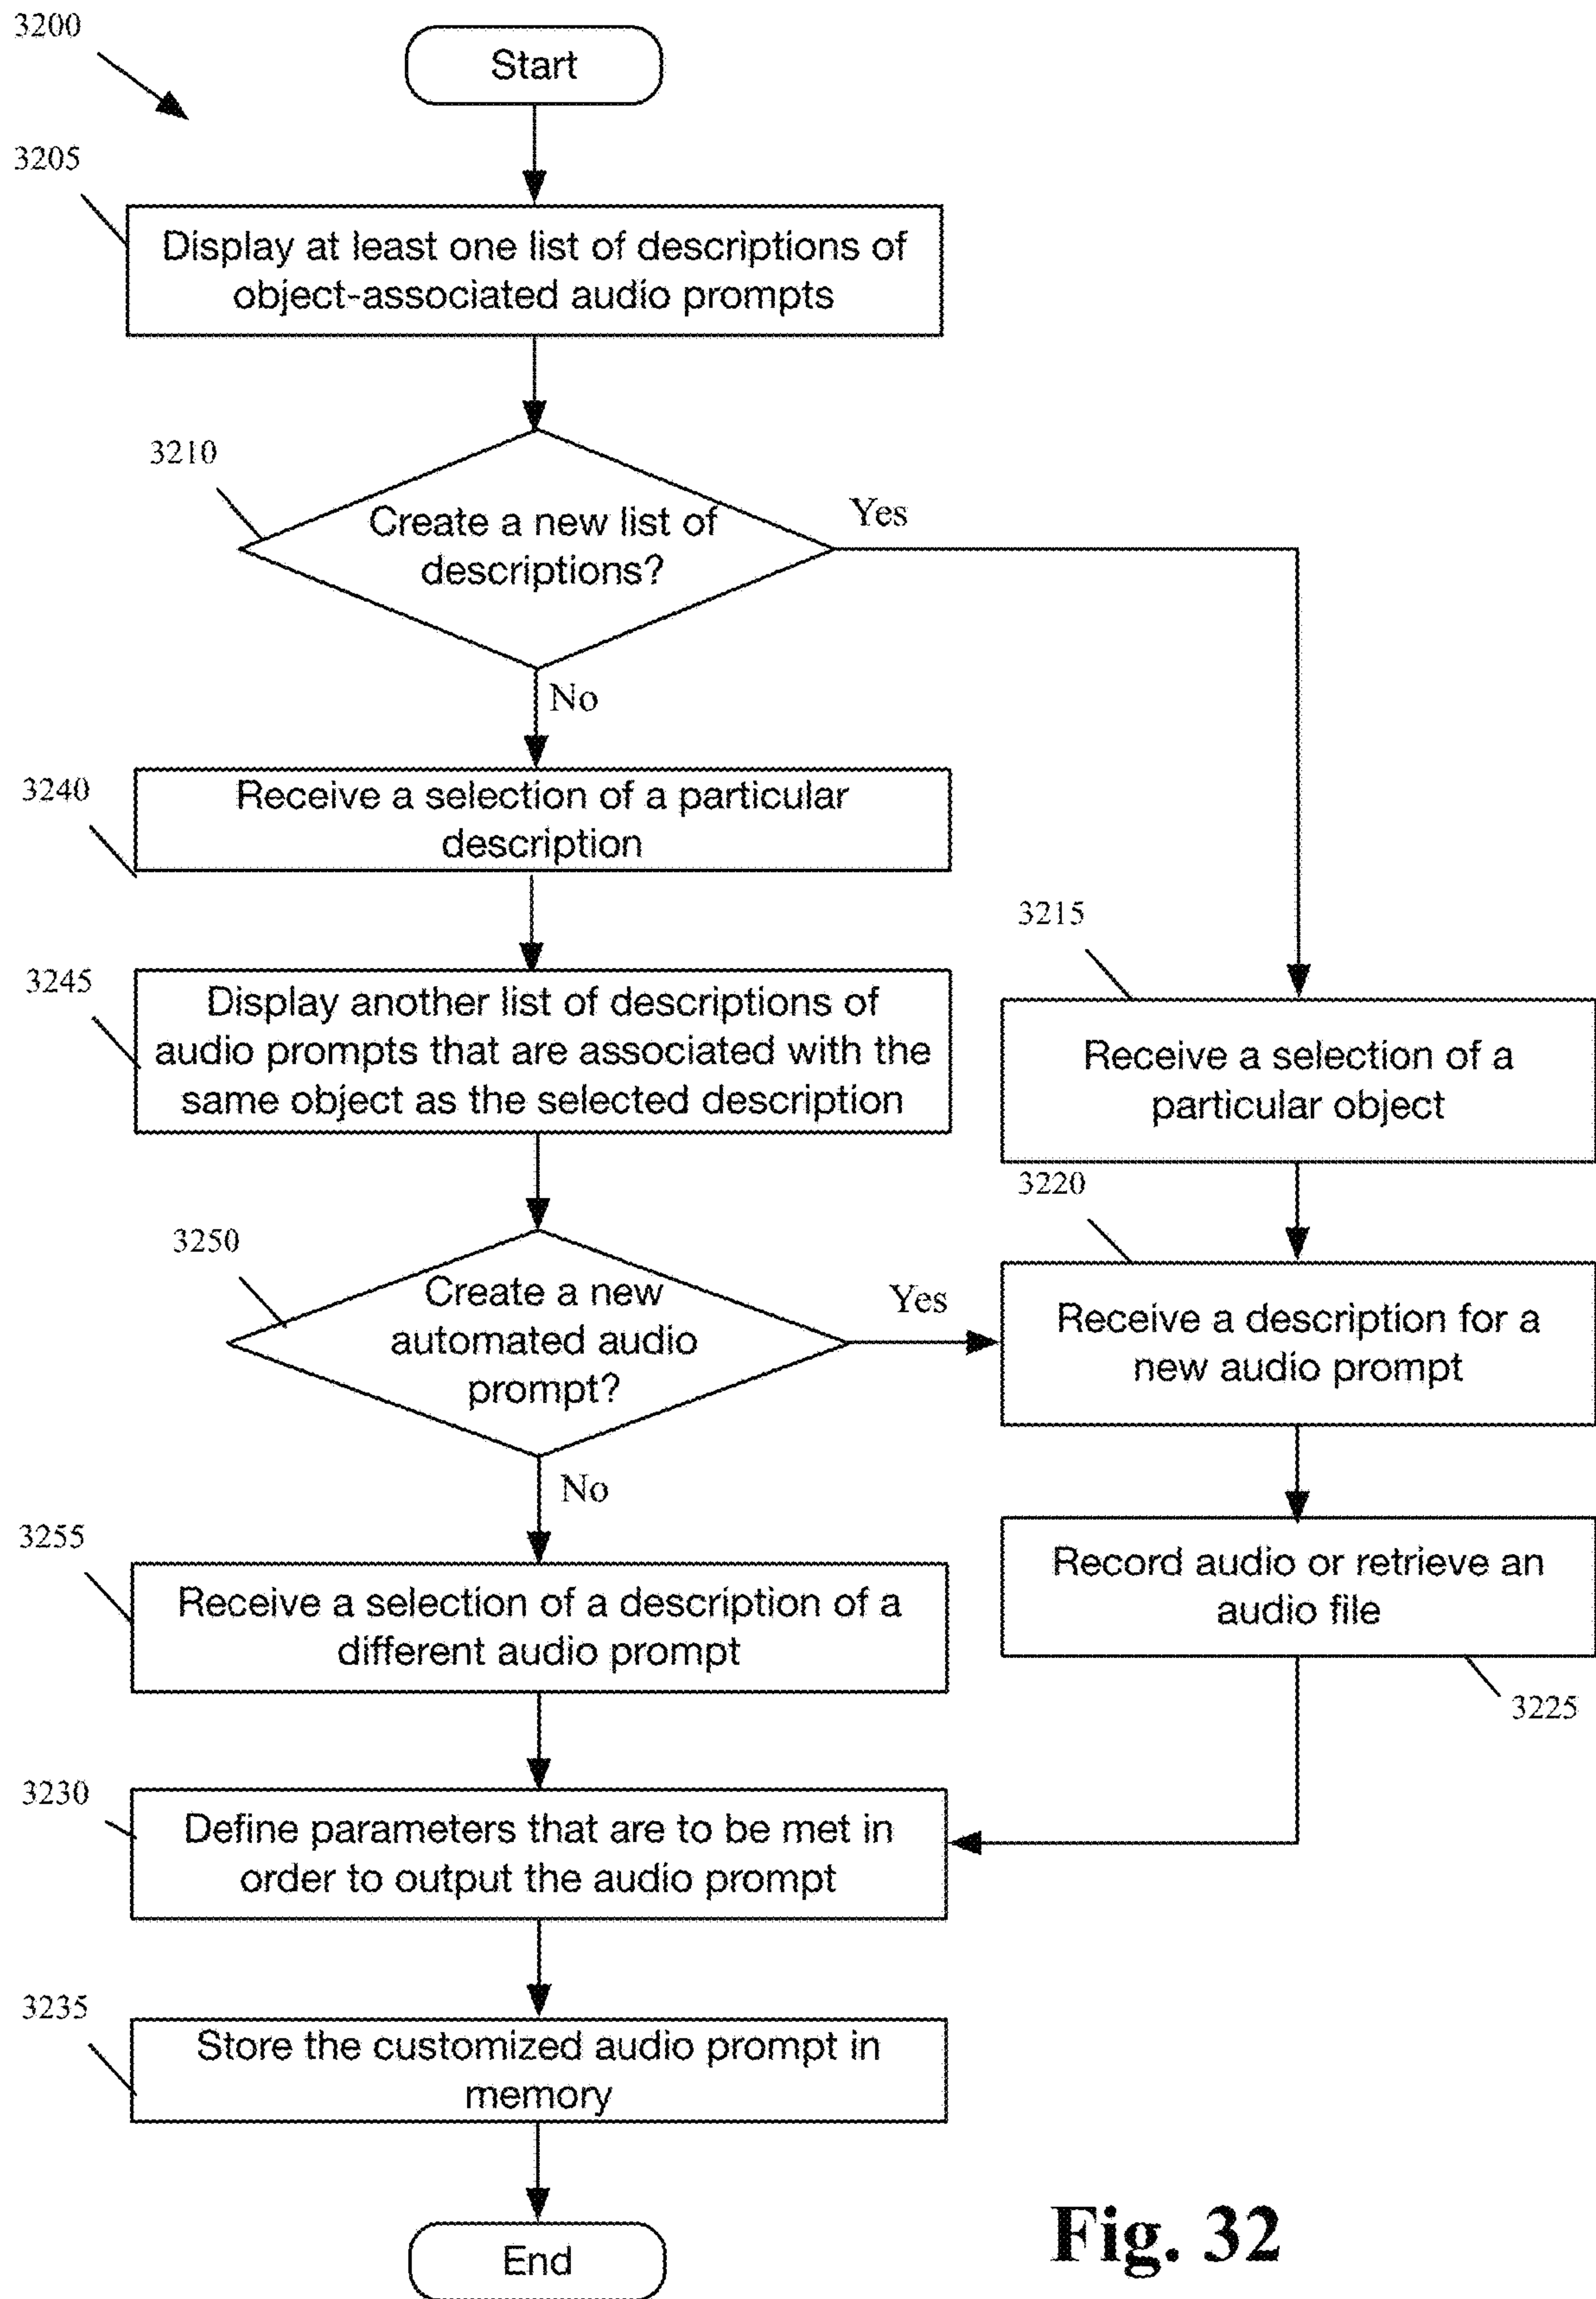 3200
Start
3205
Display at least one list of descriptions of
object-associated audio prompts
3210
Create a new list of
descriptions?
Yes
No
3240
Receive a selection of a particular
description
3215
Receive a selection of a
particular object
3245
Display another list of descriptions of
audio prompts that are associated with the
same object as the selected description
3220
Receive a description for a
new audio prompt
3250
Create a new
automated audio
prompt?
Yes
No
Record audio or retrieve an
audio file
3225
3255
Receive a selection of a description of a
different audio prompt
3230
Define parameters that are to be met in
order to output the audio prompt
3235
Store the customized audio prompt in
memory
End
Fig. 32